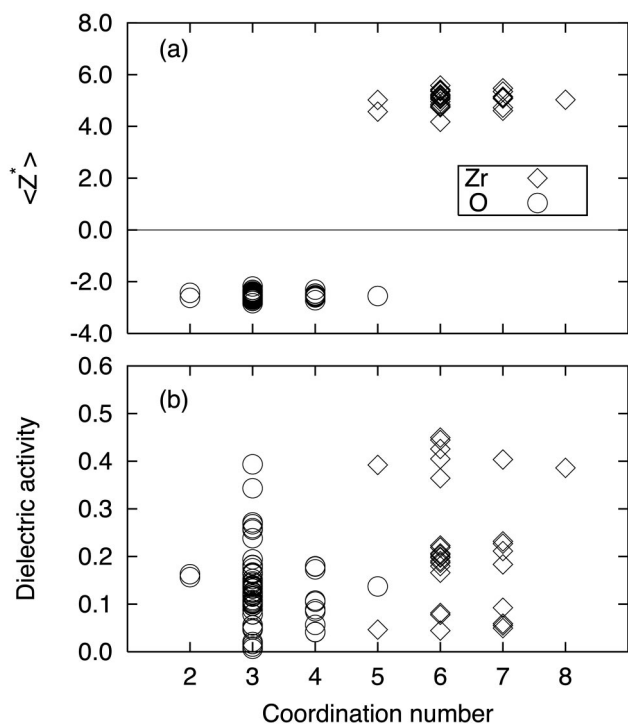 8.0
(a)
6.0
4.0
<Z*>
2.0
Zr
O
0.0
-2.0
-4.0
0.6
(b)
0.5
0.4
Dielectric activity
0.3
0.2
0.1
0.0
2 3 4 5 6 7 8
Coordination number